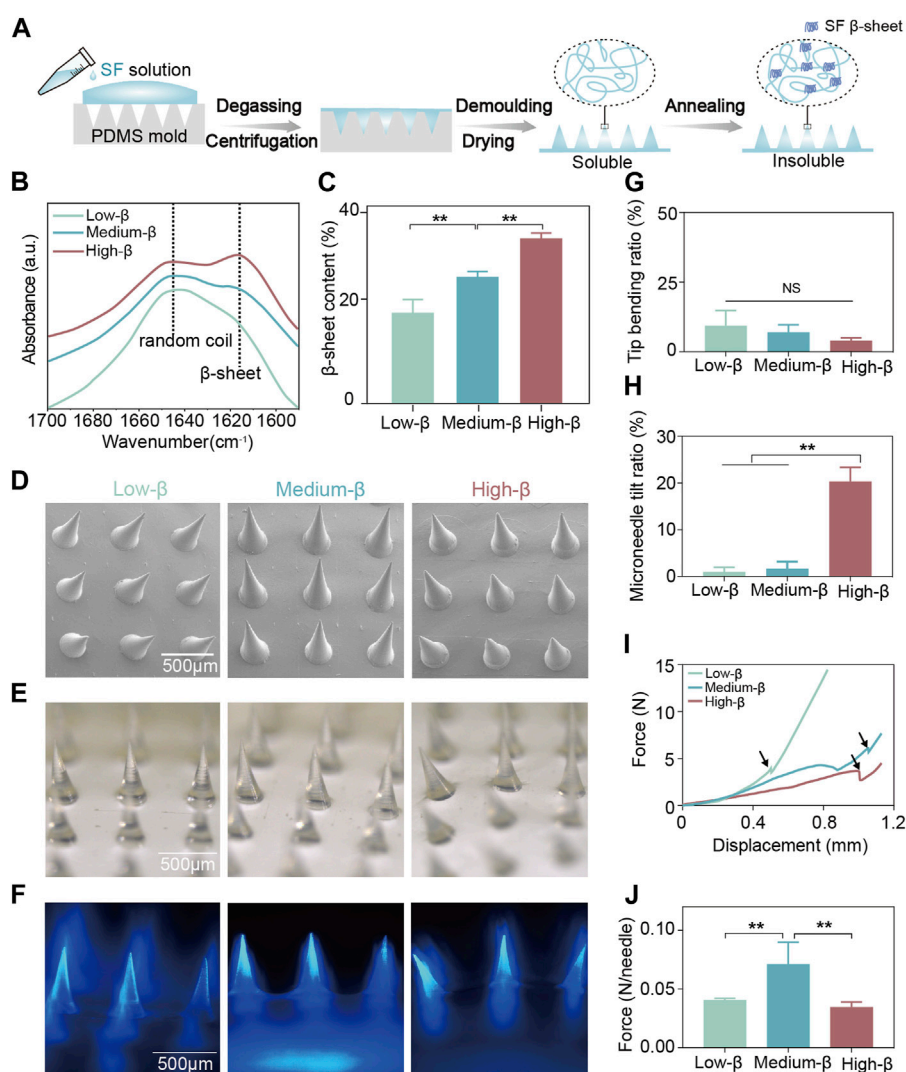 A
SF solution
PDMS mold
Degassing
Centrifugation
Demoulding
Drying
Soluble
Annealing
SF β-sheet
Insoluble
B
Low-β
Medium-β
High-β
random coil
β-sheet
Absorbance (a.u.)
1700 1680 1660 1640 1620 1600
Wavenumber(cm⁻¹)
C
β-sheet content (%)
40
20
0
** **
Low-β Medium-β High-β
G
Tip bending ratio (%)
50
25
0
NS
Low-β Medium-β High-β
H
Microneedle tilt ratio (%)
30
20
10
0
**
Low-β Medium-β High-β
D
Low-β Medium-β High-β
500μm
E
500μm
F
500μm
I
Force (N)
15
10
5
0
Low-β
Medium-β
High-β
0 0.4 0.8 1.2
Displacement (mm)
J
Force (N/needle)
0.10
0.05
0.00
** **
Low-β Medium-β High-β